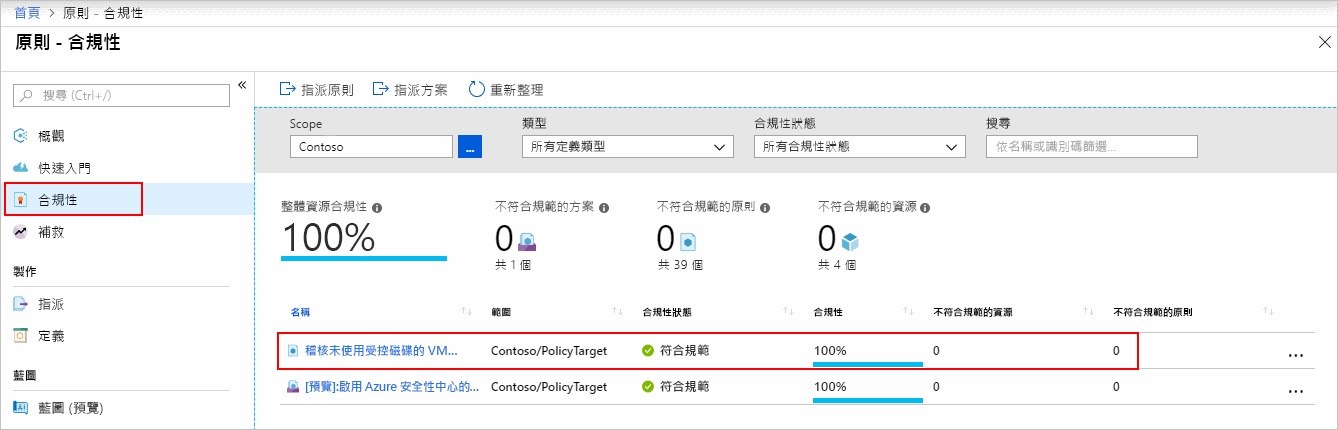 首頁 > 原則 - 合規性
原則 - 合規性
搜尋 (Ctrl+/)
概觀
快速入門
合規性
補救
製作
指派
定義
藍圖
藍圖 (預覽)
指派原則 指派方案 重新整理
Scope 類型 合規性狀態 搜尋
Contoso ... 所有定義類型 所有合規性狀態 依名稱或識別碼篩選...
整體資源合規性 不符合規範的方案 不符合規範的原則 不符合規範的資源
100% 0 0 0
共 1 個 共 39 個 共 4 個
名稱 範圍 合規性狀態 合規性 不符合規範的資源 不符合規範的原則
稽核未使用受控磁碟的 VM... Contoso/PolicyTarget 符合規範 100% 0 0 ...
[預覽]:啟用 Azure 安全性中心的... Contoso/PolicyTarget 符合規範 100% 0 0 ...